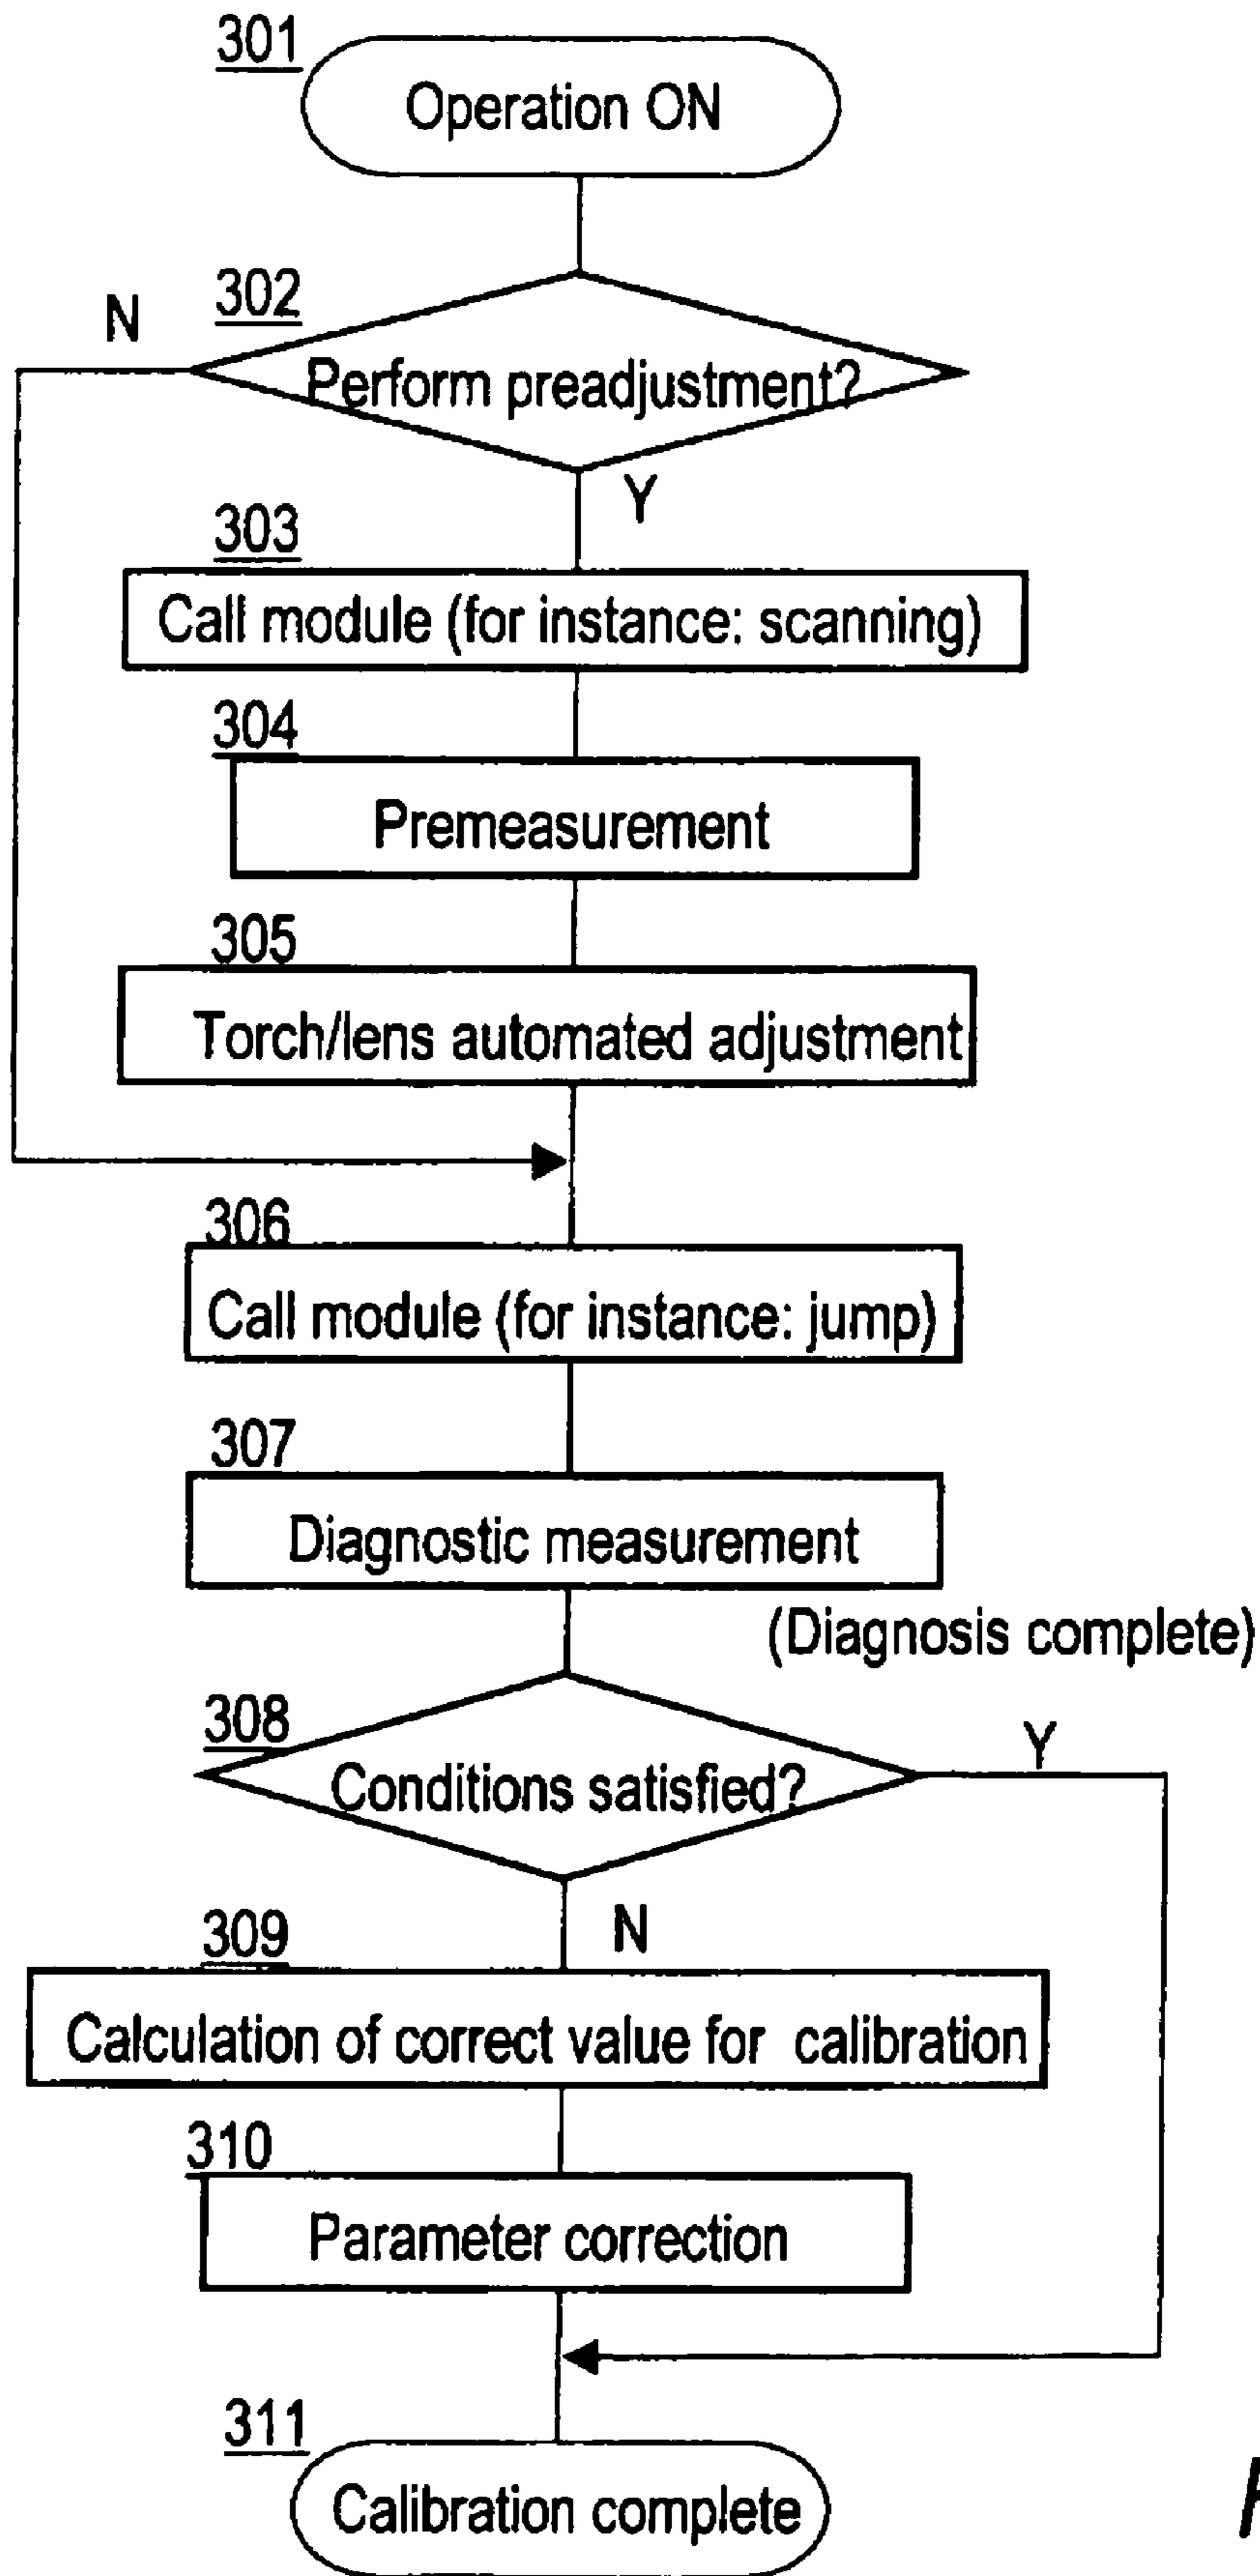 301
Operation ON
302
N
Perform preadjustment?
Y
303
Call module (for instance: scanning)
304
Premeasurement
305
Torch/lens automated adjustment
306
Call module (for instance: jump)
307
Diagnostic measurement
(Diagnosis complete)
308
Y
Conditions satisfied?
N
309
Calculation of correct value for calibration
310
Parameter correction
311
Calibration complete